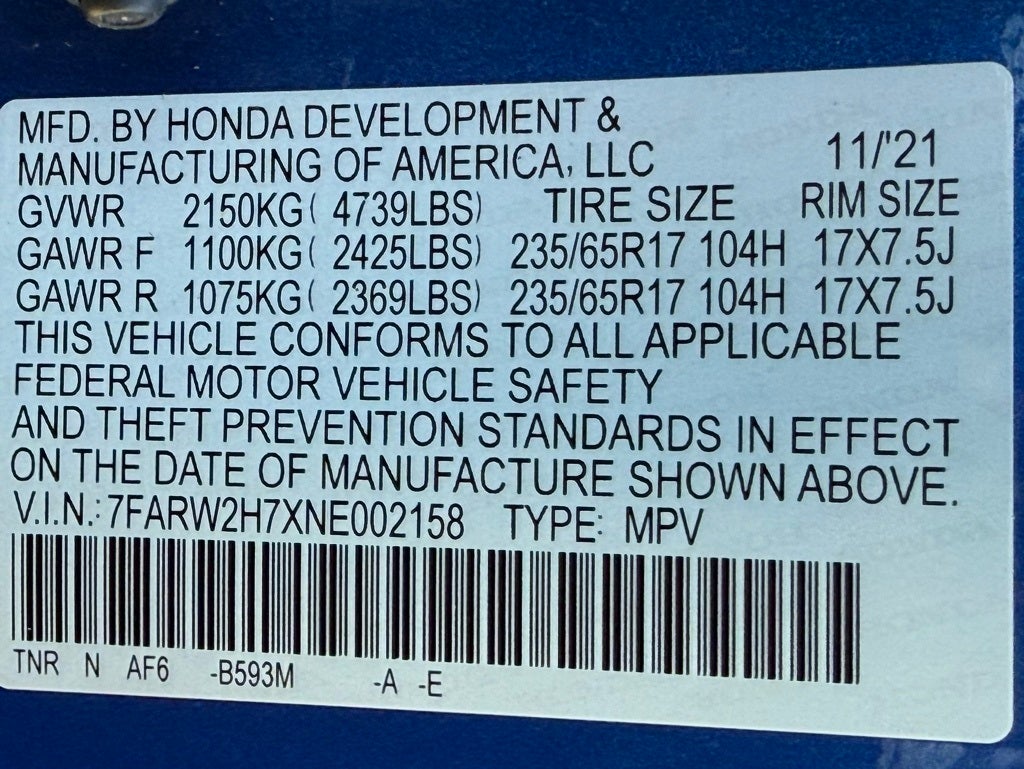 MFD. BY HONDA DEVELOPMENT &
MANUFACTURING OF AMERICA, LLC 11/'21
GVWR 2150KG( 4739LBS) TIRE SIZE RIM SIZE
GAWR F 1100KG( 2425LBS) 235/65R17 104H 17X7.5J
GAWR R 1075KG( 2369LBS) 235/65R17 104H 17X7.5J
THIS VEHICLE CONFORMS TO ALL APPLICABLE
FEDERAL MOTOR VEHICLE SAFETY
AND THEFT PREVENTION STANDARDS IN EFFECT
ON THE DATE OF MANUFACTURE SHOWN ABOVE.
V.I.N.: 7FARW2H7XNE002158 TYPE: MPV
TNR N AF6 -B593M -A -E